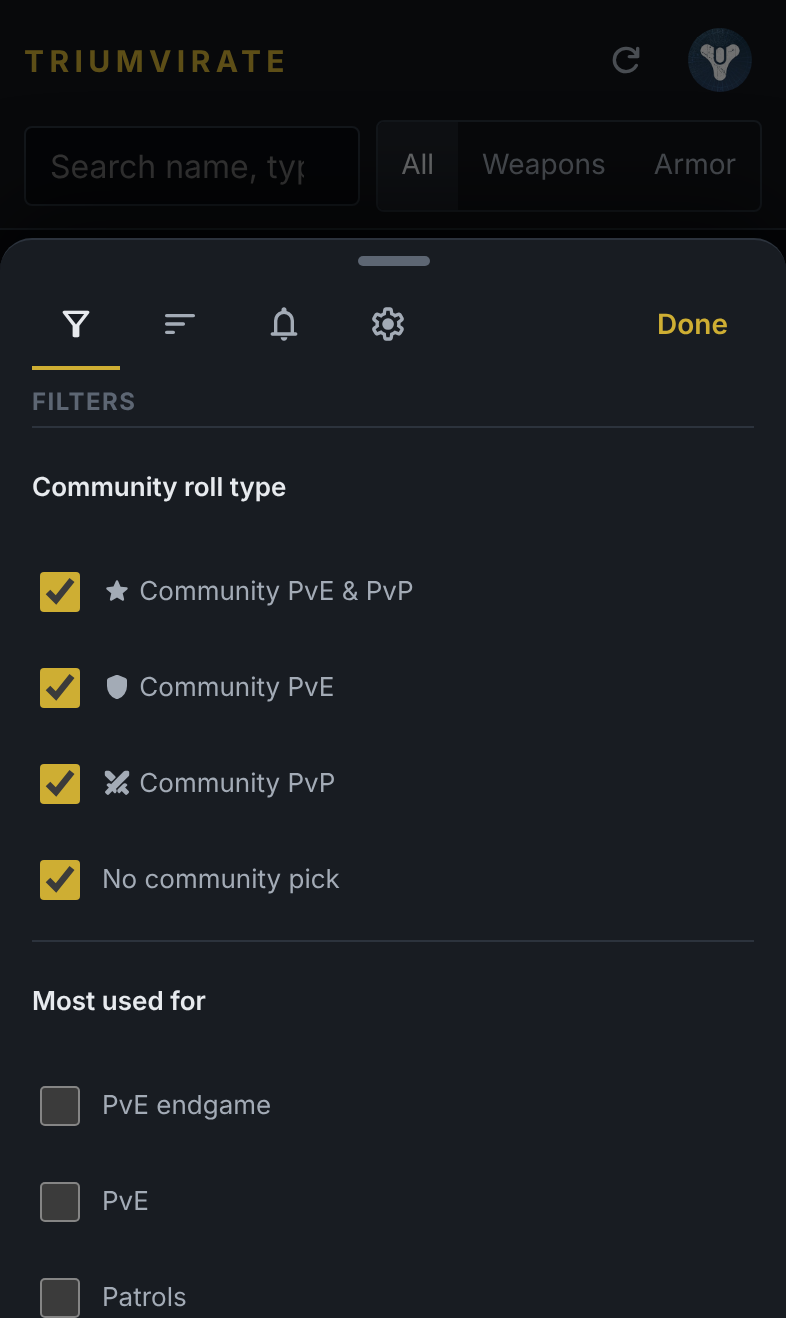 TRIUMVIRATE
Search name, typ
All
Weapons
Armor
Done
FILTERS
Community roll type
Community PvE & PvP
Community PvE
Community PvP
No community pick
Most used for
PvE endgame
PvE
Patrols